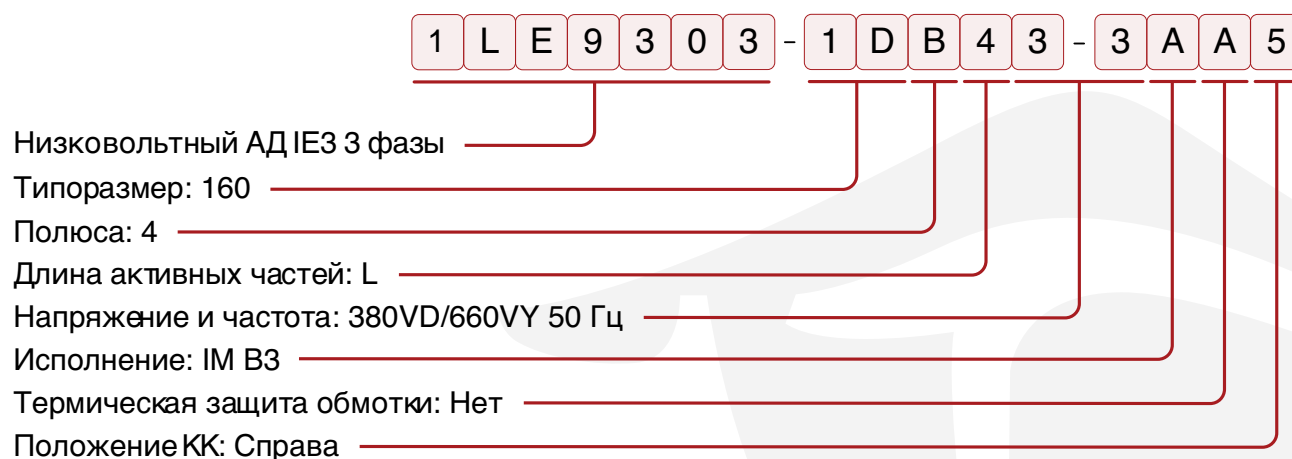 1LE9303-1DB43-3AA5
Низковольтный АД IE3 3 фазы
Типоразмер: 160
Полюса: 4
Длина активных частей: L
Напряжение и частота: 380VD/660VY 50 Гц
Исполнение: IM B3
Термическая защита обмотки: Нет
Положение КК: Справа